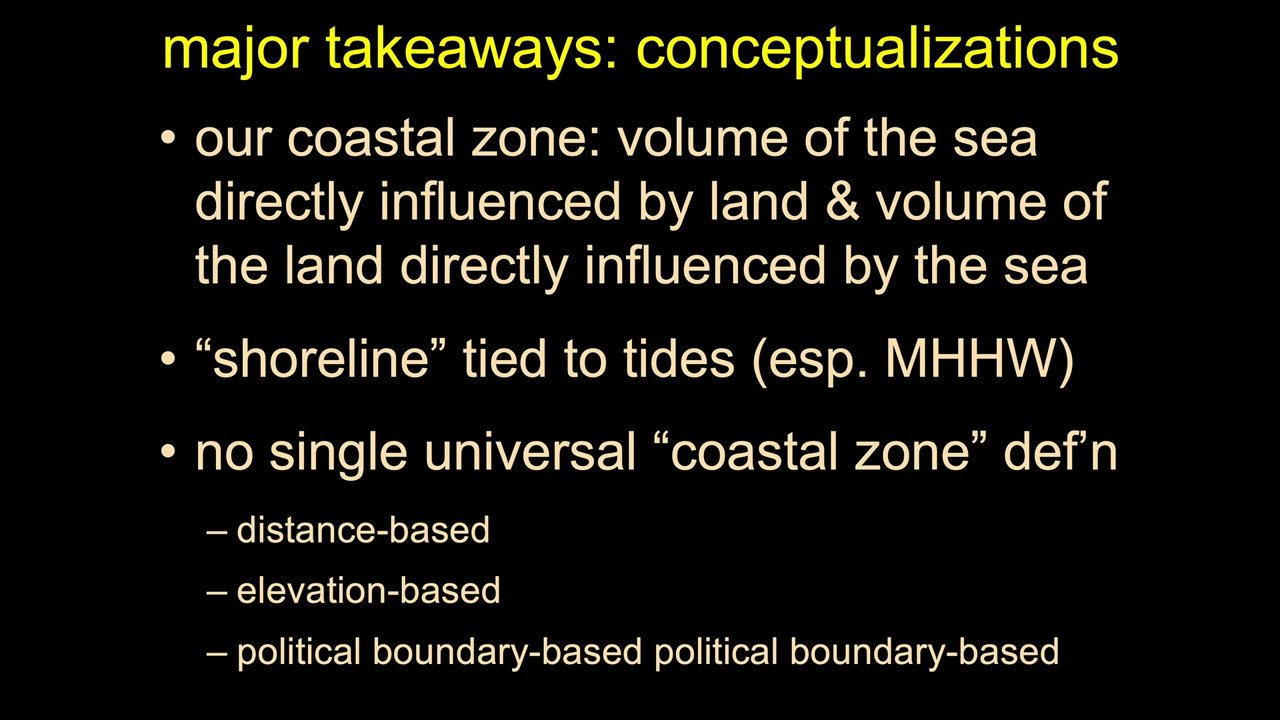 major takeaways: conceptualizations
• our coastal zone: volume of the sea
directly influenced by land & volume of
the land directly influenced by the sea
• “shoreline” tied to tides (esp. MHHW)
• no single universal “coastal zone” def’n
– distance-based
– elevation-based
– political boundary-based political boundary-based